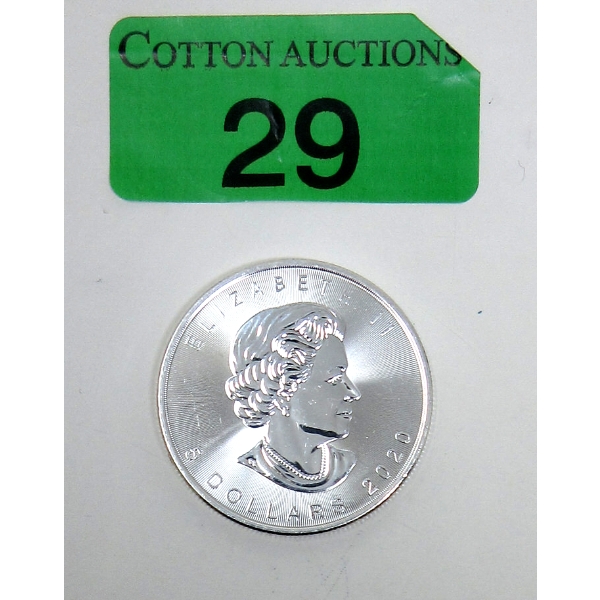 COTTON AUCTIONS
29
ELIZABETH II
5 DOLLARS 2020